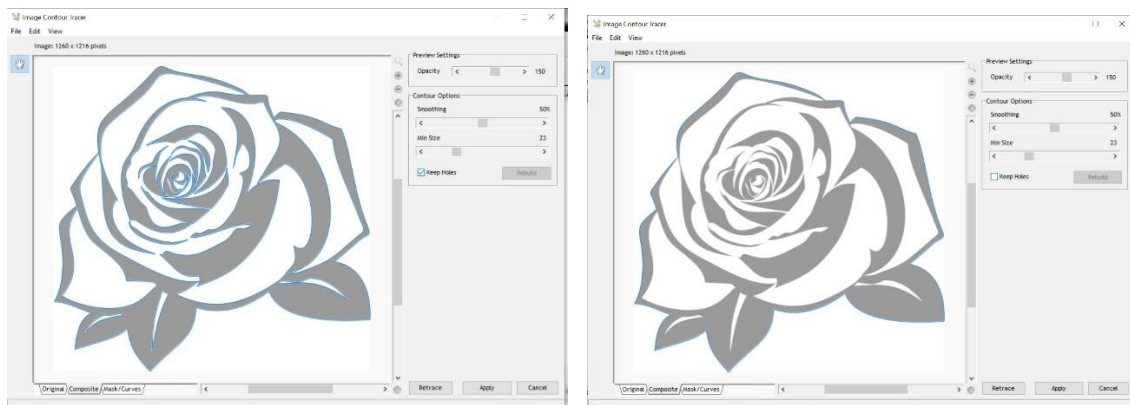 Image Contour Tracer
File Edit View
Image: 1260 x 1216 pixels
Preview Settings
Opacity < > 150
Contour Options
Smoothing 50%
< >
Min Size 23
< >
Keep Holes Rebuild
Original Composite Mask/Curves < >
Retrace Apply Cancel
Image Contour Tracer
File Edit View
Image: 1260 x 1216 pixels
Preview Settings
Opacity < > 150
Contour Options
Smoothing 50%
< >
Min Size 23
< >
Keep Holes Rebuild
Original Composite Mask/Curves < >
Retrace Apply Cancel